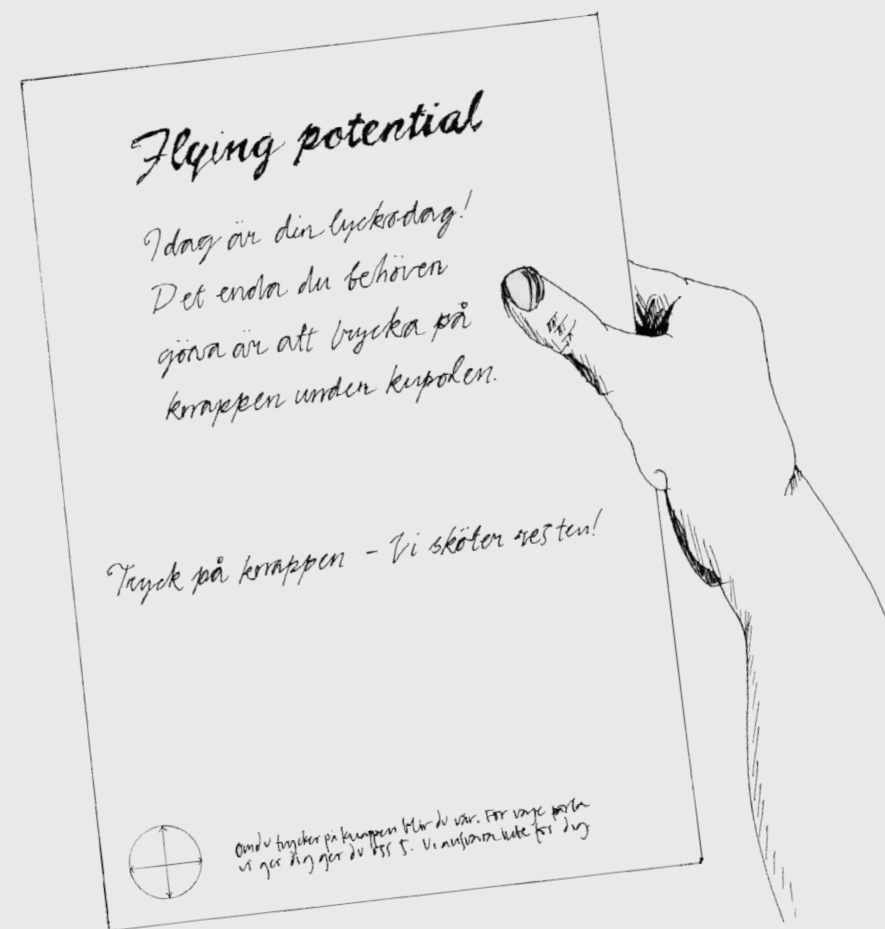 Flying potential
Idag är din lyckodag!
Det enda du behöver
göra är att trycka på
knappen under kupolen.
Tryck på knappen - Vi sköter resten!
Om du trycker på knappen blir du vår. För varje pärla
vi ger dig ger du oss 5. Vi ansvara inte för dig